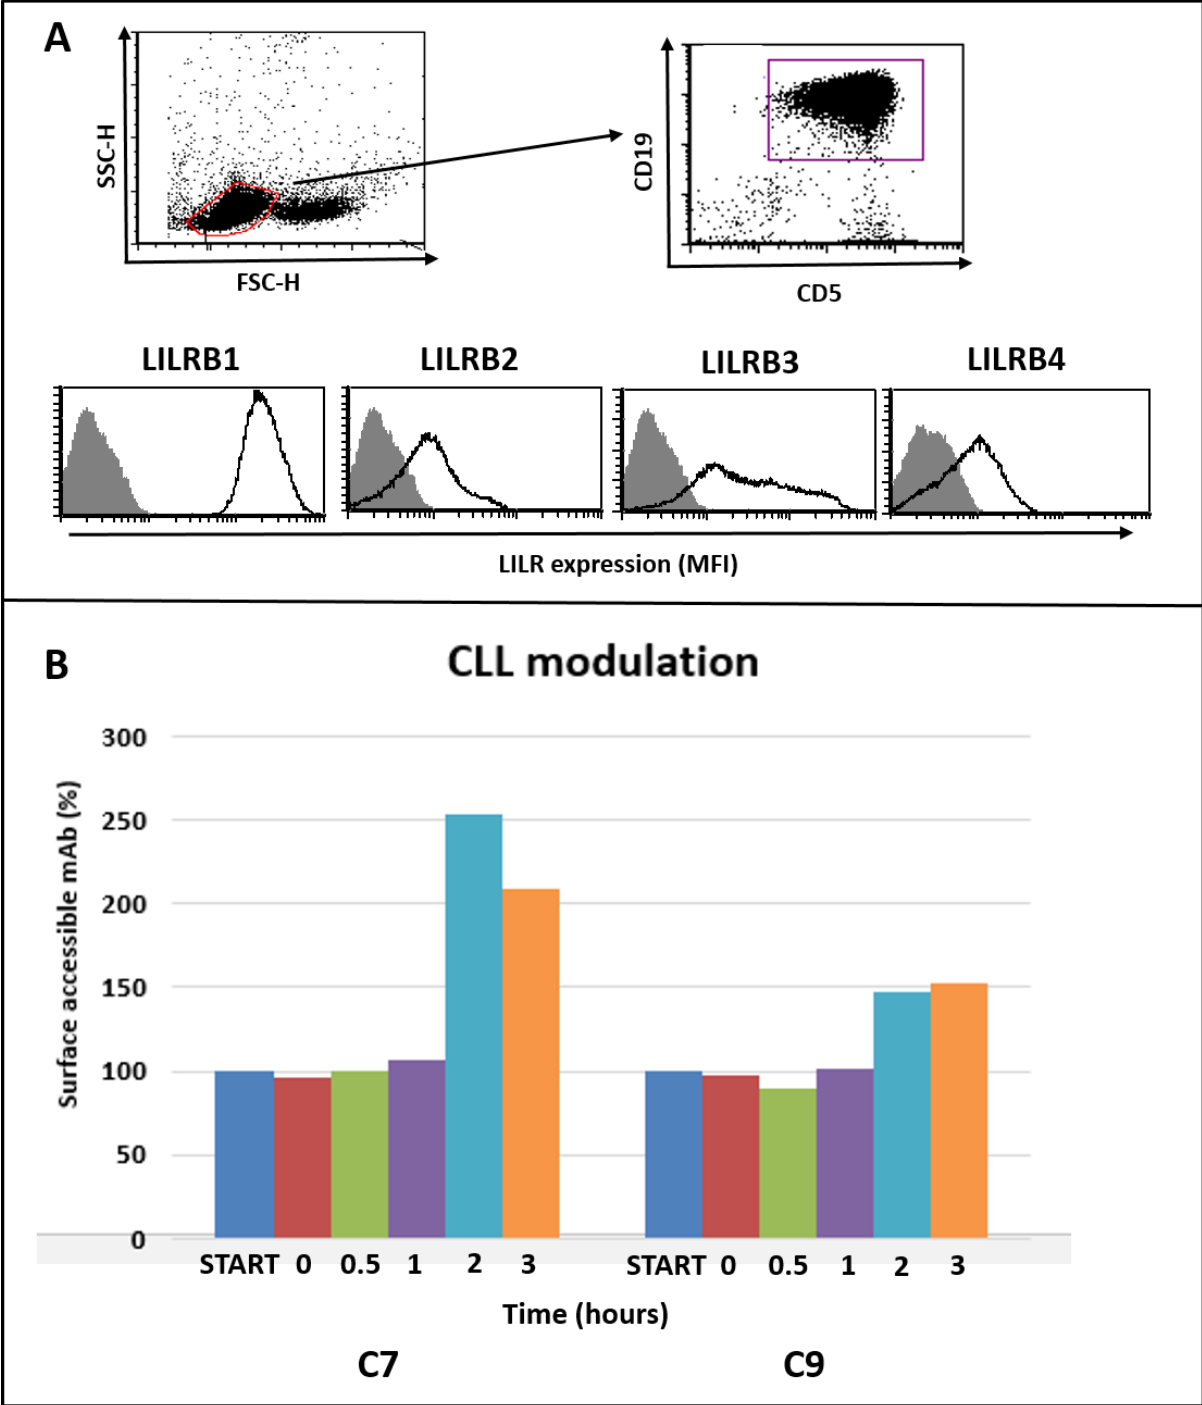 A
SSC-H
FSC-H
CD19
CD5
LILRB1 LILRB2 LILRB3 LILRB4
LILR expression (MFI)
B
CLL modulation
Surface accessible mAb (%)
300
250
200
150
100
50
0
START 0 0.5 1 2 3 START 0 0.5 1 2 3
Time (hours)
C7 C9